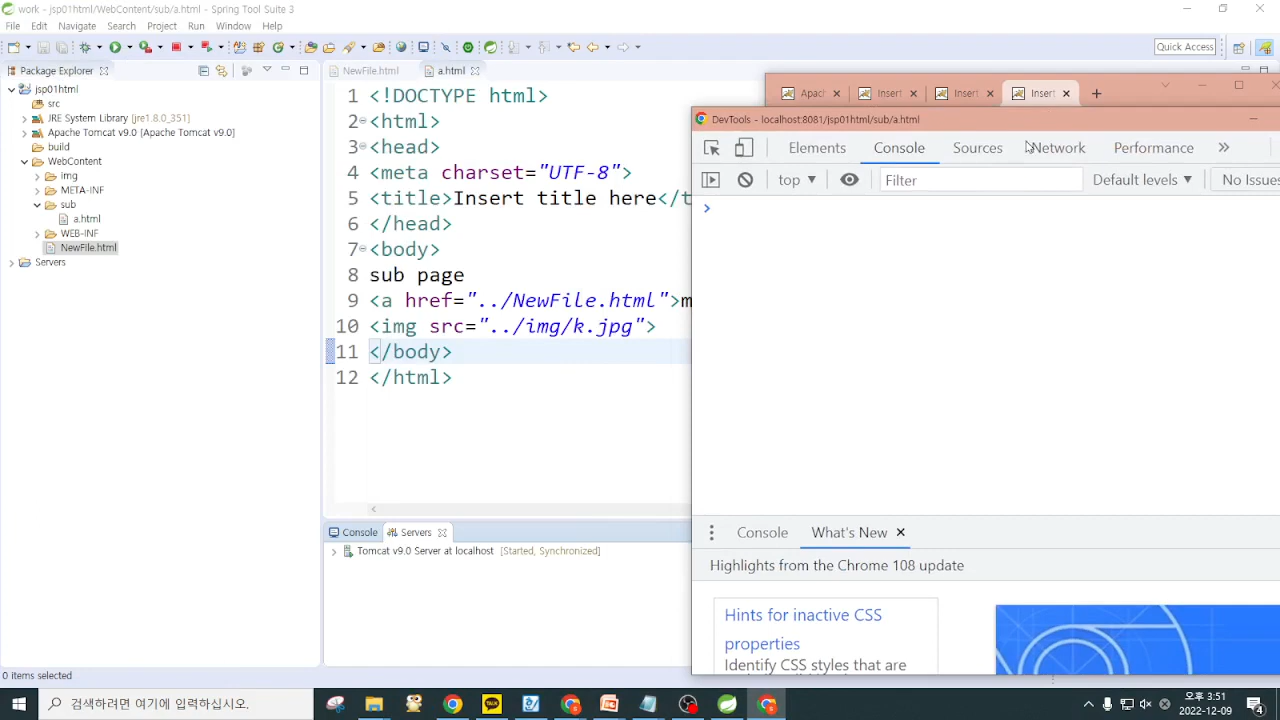 work - jsp01html/WebContent/sub/a.html - Spring Tool Suite 3
File Edit Navigate Search Project Run Window Help
Quick Access
Package Explorer
jsp01html
src
JRE System Library [jre1.8.0_351]
Apache Tomcat v9.0 [Apache Tomcat v9.0]
build
WebContent
img
META-INF
sub
a.html
WEB-INF
NewFile.html
Servers
NewFile.html a.html
1 <!DOCTYPE html>
2 <html>
3 <head>
4 <meta charset="UTF-8">
5 <title>Insert title here</t
6 </head>
7 <body>
8 sub page
9 <a href="../NewFile.html">m
10 <img src="../img/k.jpg">
11 </body>
12 </html>
Console Servers
Tomcat v9.0 Server at localhost [Started, Synchronized]
0 items selected
Apach Insert Insert Insert
DevTools - localhost:8081/jsp01html/sub/a.html
Elements Console Sources Network Performance
top Filter Default levels No Issues
Console What's New
Highlights from the Chrome 108 update
Hints for inactive CSS
properties
Identify CSS styles that are
검색하려면 여기에 입력하십시오.
TALK
오후 3:51
2022-12-09
4